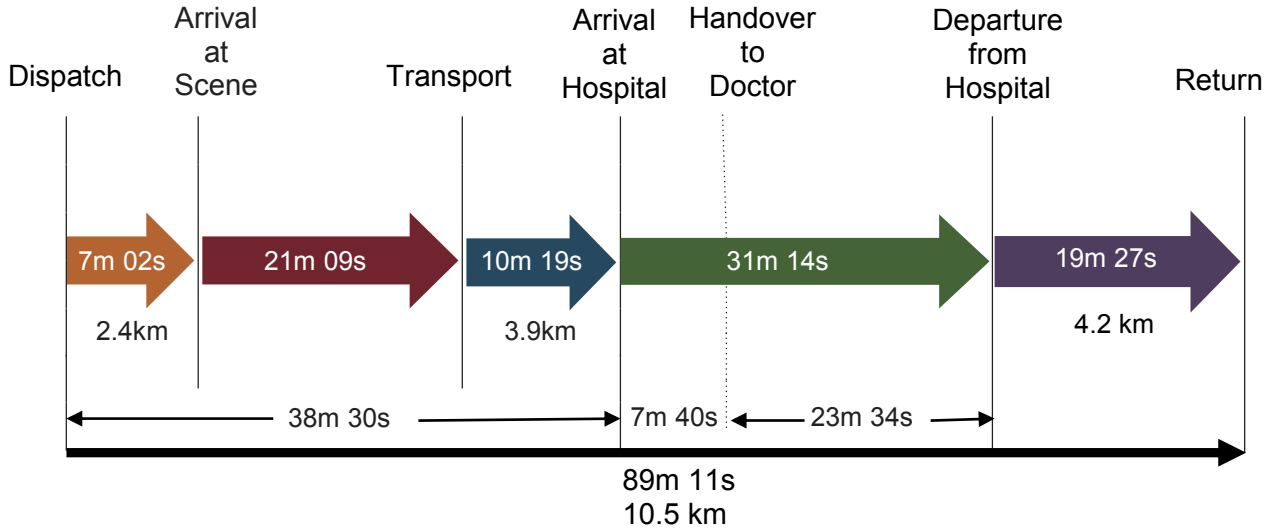 Dispatch
Arrival
at
Scene
Transport
Arrival
at
Hospital
Handover
to
Doctor
Departure
from
Hospital
Return
7m 02s
21m 09s
10m 19s
31m 14s
19m 27s
2.4km
3.9km
4.2 km
38m 30s
7m 40s
23m 34s
89m 11s
10.5 km